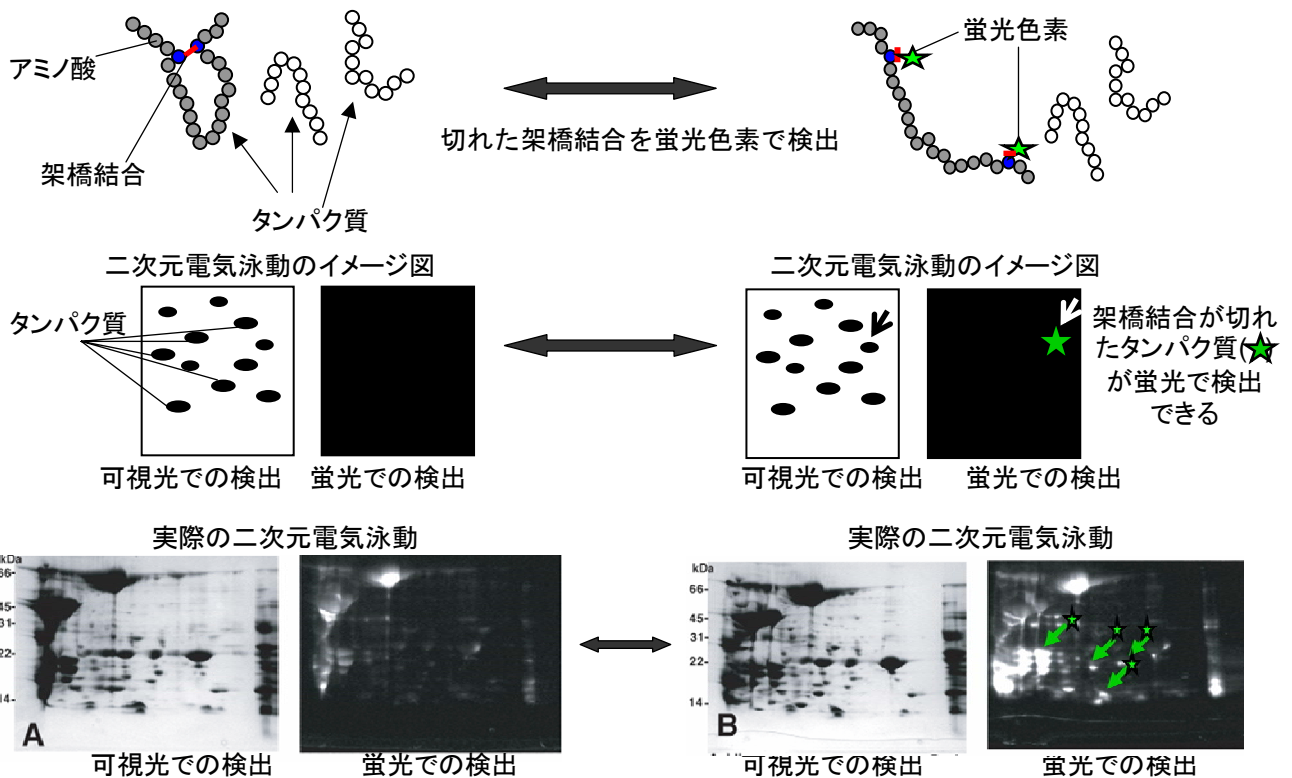 蛍光色素
アミノ酸
切れた架橋結合を蛍光色素で検出
架橋結合
タンパク質
二次元電気泳動のイメージ図
二次元電気泳動のイメージ図
タンパク質
架橋結合が切れ
たタンパク質(
が蛍光で検出
できる
可視光での検出
蛍光での検出
可視光での検出
蛍光での検出
実際の二次元電気泳動
実際の二次元電気泳動
kDa
66-
45-
31-
22-
14-
A
kDa
66-
45-
31-
22-
14-
B
可視光での検出
蛍光での検出
可視光での検出
蛍光での検出